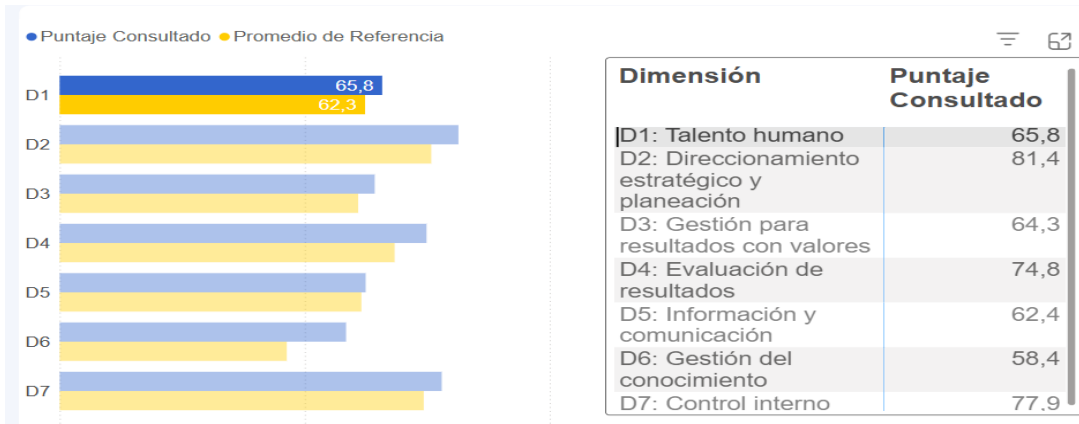 Puntaje Consultado Promedio de Referencia
D1
65,8
62,3
D2
D3
D4
D5
D6
D7
Dimensión Puntaje
Consultado
D1: Talento humano 65,8
D2: Direccionamiento 81,4
estratégico y
planeación
D3: Gestión para 64,3
resultados con valores
D4: Evaluación de 74,8
resultados
D5: Información y 62,4
comunicación
D6: Gestión del 58,4
conocimiento
D7: Control interno 77,9